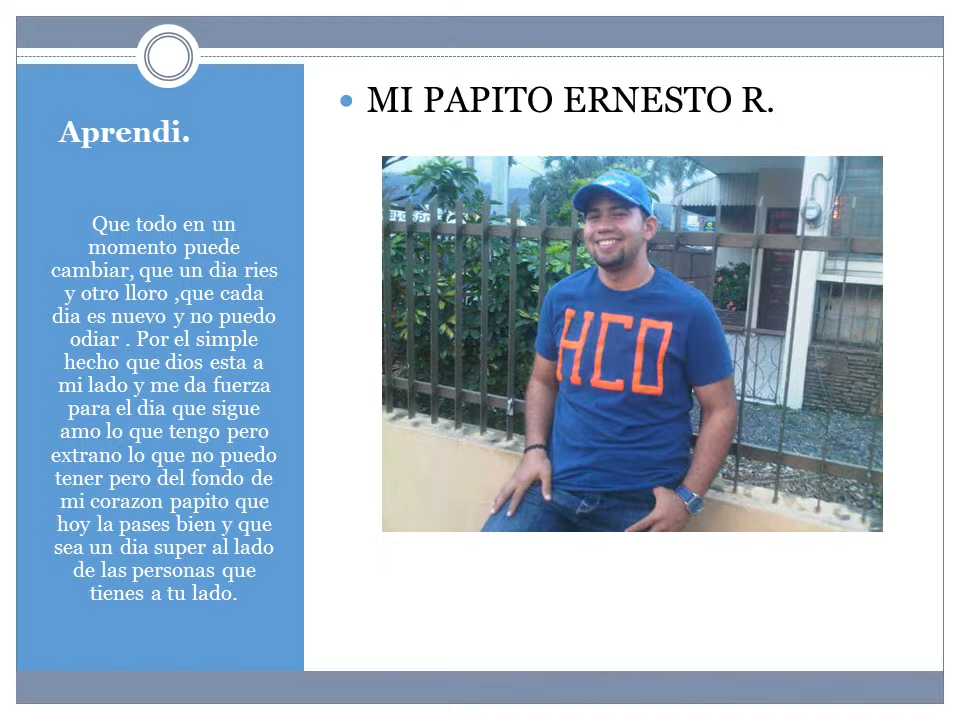 Aprendi.
Que todo en un
momento puede
cambiar, que un dia ries
y otro lloro ,que cada
dia es nuevo y no puedo
odiar . Por el simple
hecho que dios esta a
mi lado y me da fuerza
para el dia que sigue
amo lo que tengo pero
extrano lo que no puedo
tener pero del fondo de
mi corazon papito que
hoy la pases bien y que
sea un dia super al lado
de las personas que
tienes a tu lado.
MI PAPITO ERNESTO R.
HCO